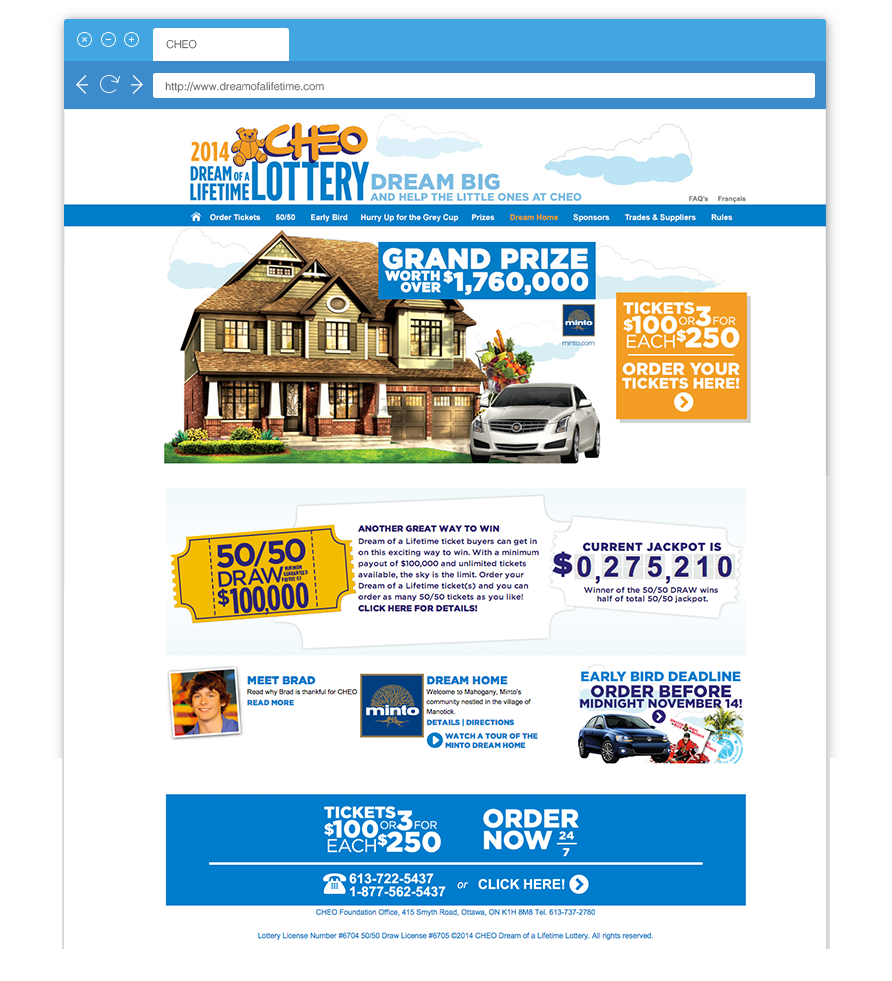 CHEO
http://www.dreamofalifetime.com
2014 CHEO
DREAM OF A
LIFETIME LOTTERY
DREAM BIG
AND HELP THE LITTLE ONES AT CHEO
FAQ's Français
Order Tickets 50/50 Early Bird Hurry Up for the Grey Cup Prizes Dream Home Sponsors Trades & Suppliers Rules
GRAND PRIZE
WORTH OVER $1,760,000
minto
minto.com
TICKETS
$100 OR 3 FOR
EACH $250
ORDER YOUR
TICKETS HERE!
50/50
DRAW MINIMUM GUARANTEED PAYOUT OF
$100,000
ANOTHER GREAT WAY TO WIN
Dream of a Lifetime ticket buyers can get in
on this exciting way to win. With a minimum
payout of $100,000 and unlimited tickets
available, the sky is the limit. Order your
Dream of a Lifetime ticket(s) and you can
order as many 50/50 tickets as you like!
CLICK HERE FOR DETAILS!
CURRENT JACKPOT IS
$0,275,210
Winner of the 50/50 DRAW wins
half of total 50/50 jackpot.
MEET BRAD
Read why Brad is thankful for CHEO
READ MORE
minto
DREAM HOME
Welcome to Mahogany, Minto's
community nestled in the village of
Manotick.
DETAILS | DIRECTIONS
WATCH A TOUR OF THE
MINTO DREAM HOME
EARLY BIRD DEADLINE
ORDER BEFORE
MIDNIGHT NOVEMBER 14!
TICKETS
$100 OR 3 FOR
EACH $250
ORDER
NOW 24/7
613-722-5437
1-877-562-5437
or CLICK HERE!
CHEO Foundation Office, 415 Smyth Road, Ottawa, ON K1H 8M8 Tel. 613-737-2780
Lottery License Number #6704 50/50 Draw License #6705 ©2014 CHEO Dream of a Lifetime Lottery. All rights reserved.